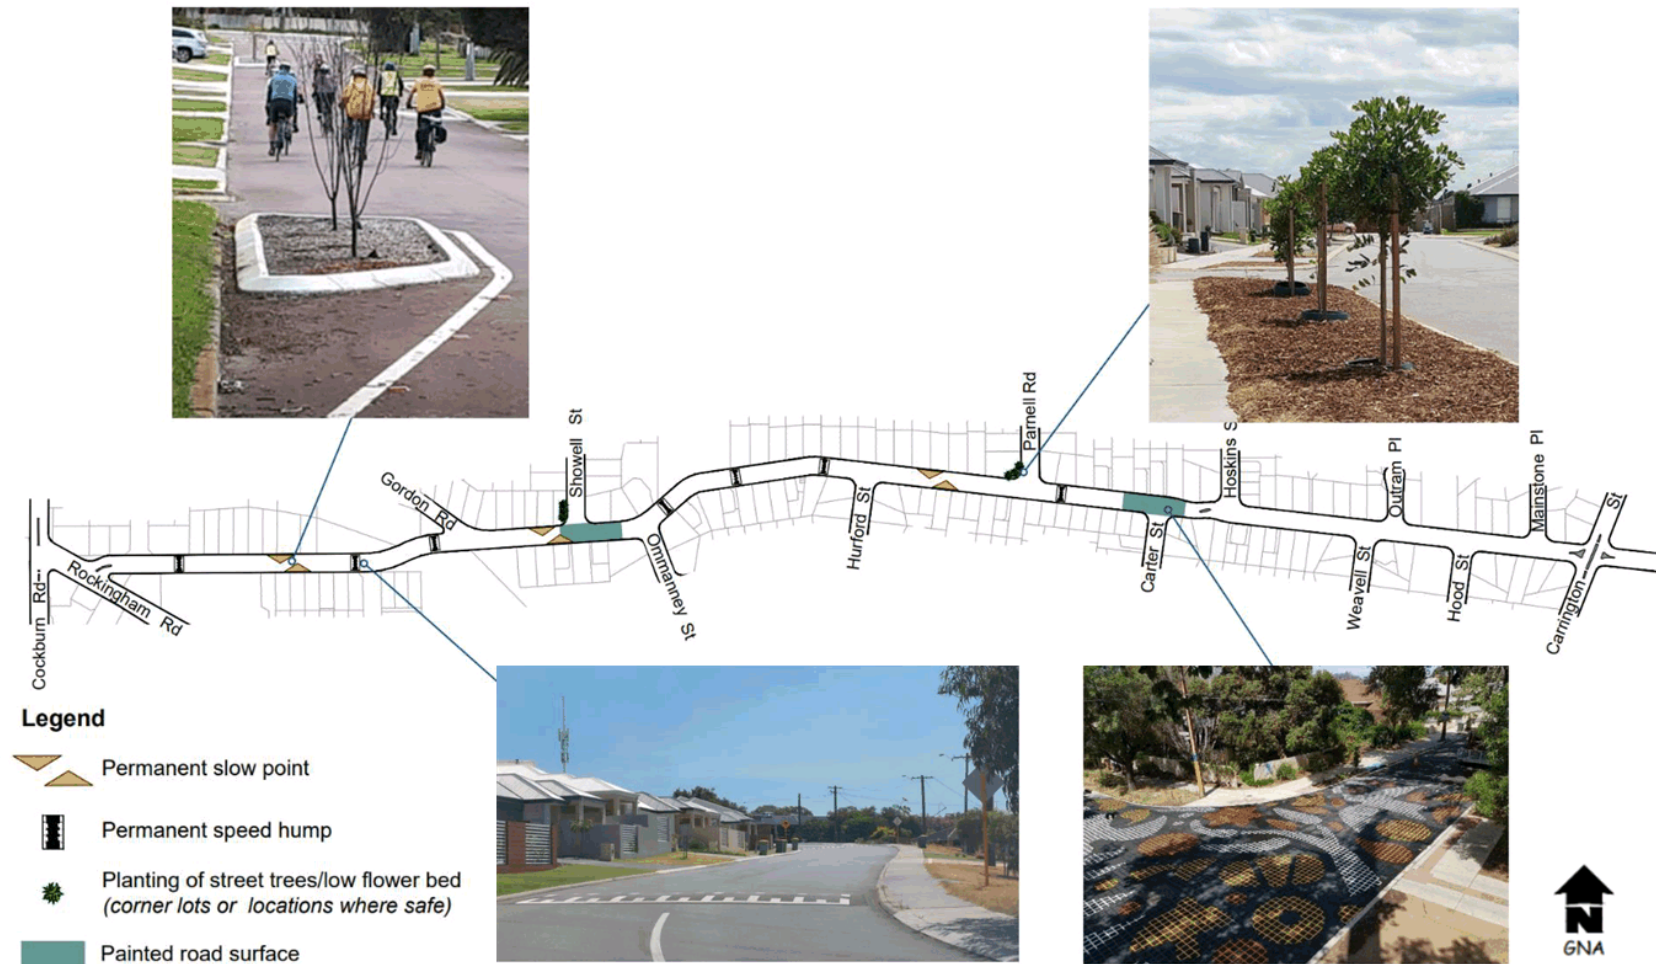 Parnell Rd
Showell St
Hoskins S
Outram Pl
Mainstone Pl
St
Gordon Rd
Hurford St
Carter St
Ommanney St
Weavell St
Hood St
Carrington
Rockingham Rd
Cockburn Rd
Legend
Permanent slow point
Permanent speed hump
Planting of street trees/low flower bed
(corner lots or locations where safe)
Painted road surface
N
GNA